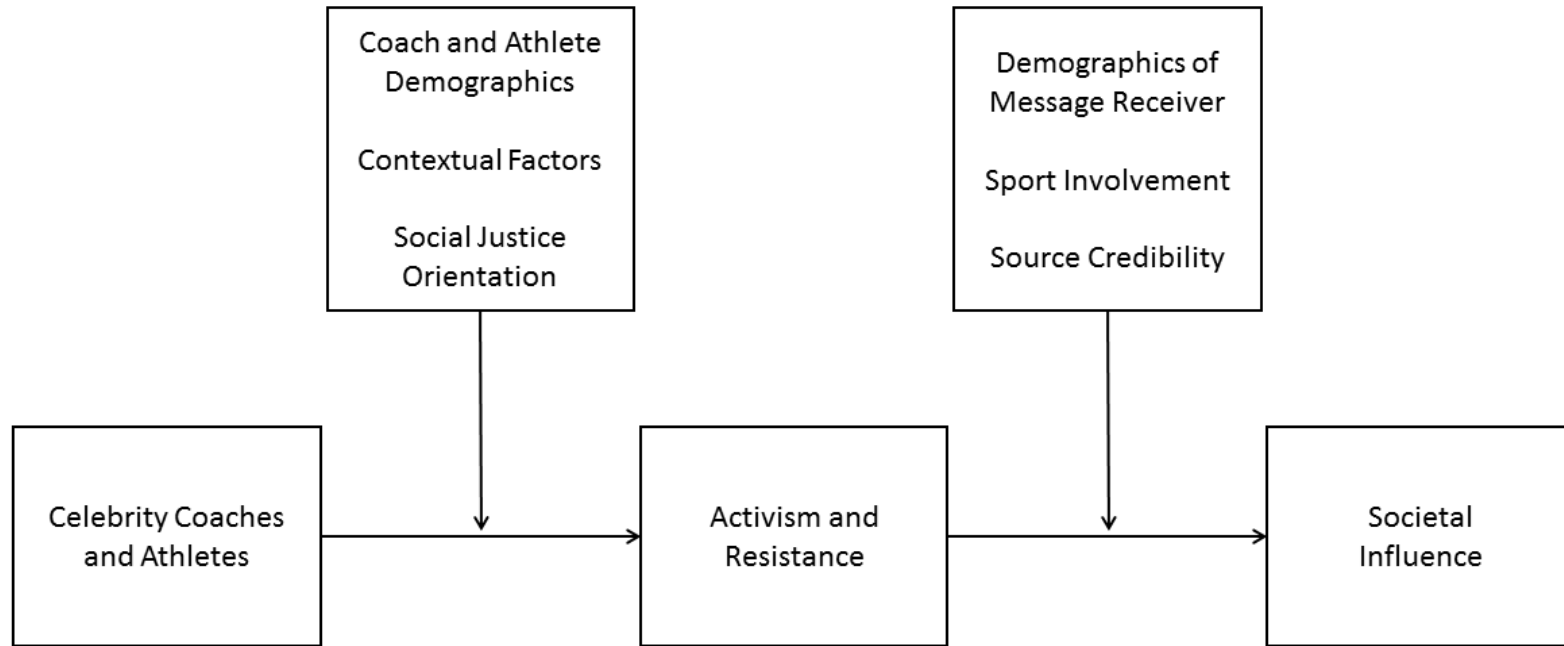 Coach and Athlete
Demographics
Contextual Factors
Social Justice
Orientation
Demographics of
Message Receiver
Sport Involvement
Source Credibility
Celebrity Coaches
and Athletes
Activism and
Resistance
Societal
Influence